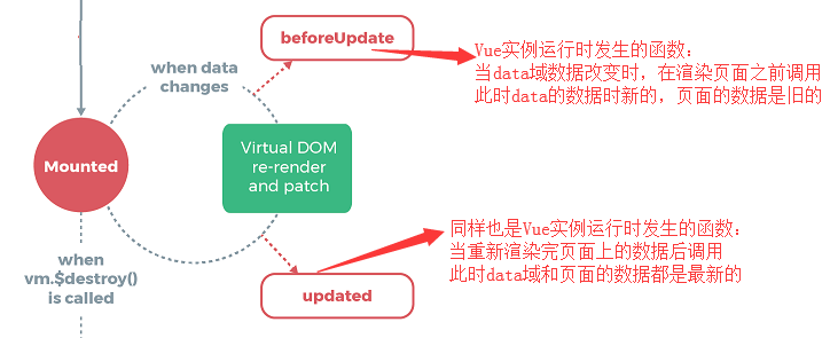 beforeUpdate
Vue实例运行时发生的函数：
当data域数据改变时，在渲染页面之前调用
此时data的数据时新的，页面的数据是旧的
when data
changes
Mounted
Virtual DOM
re-render
and patch
同样也是Vue实例运行时发生的函数：
当重新渲染完页面上的数据后调用
此时data域和页面的数据都是最新的
when
vm.$destroy()
is called
updated